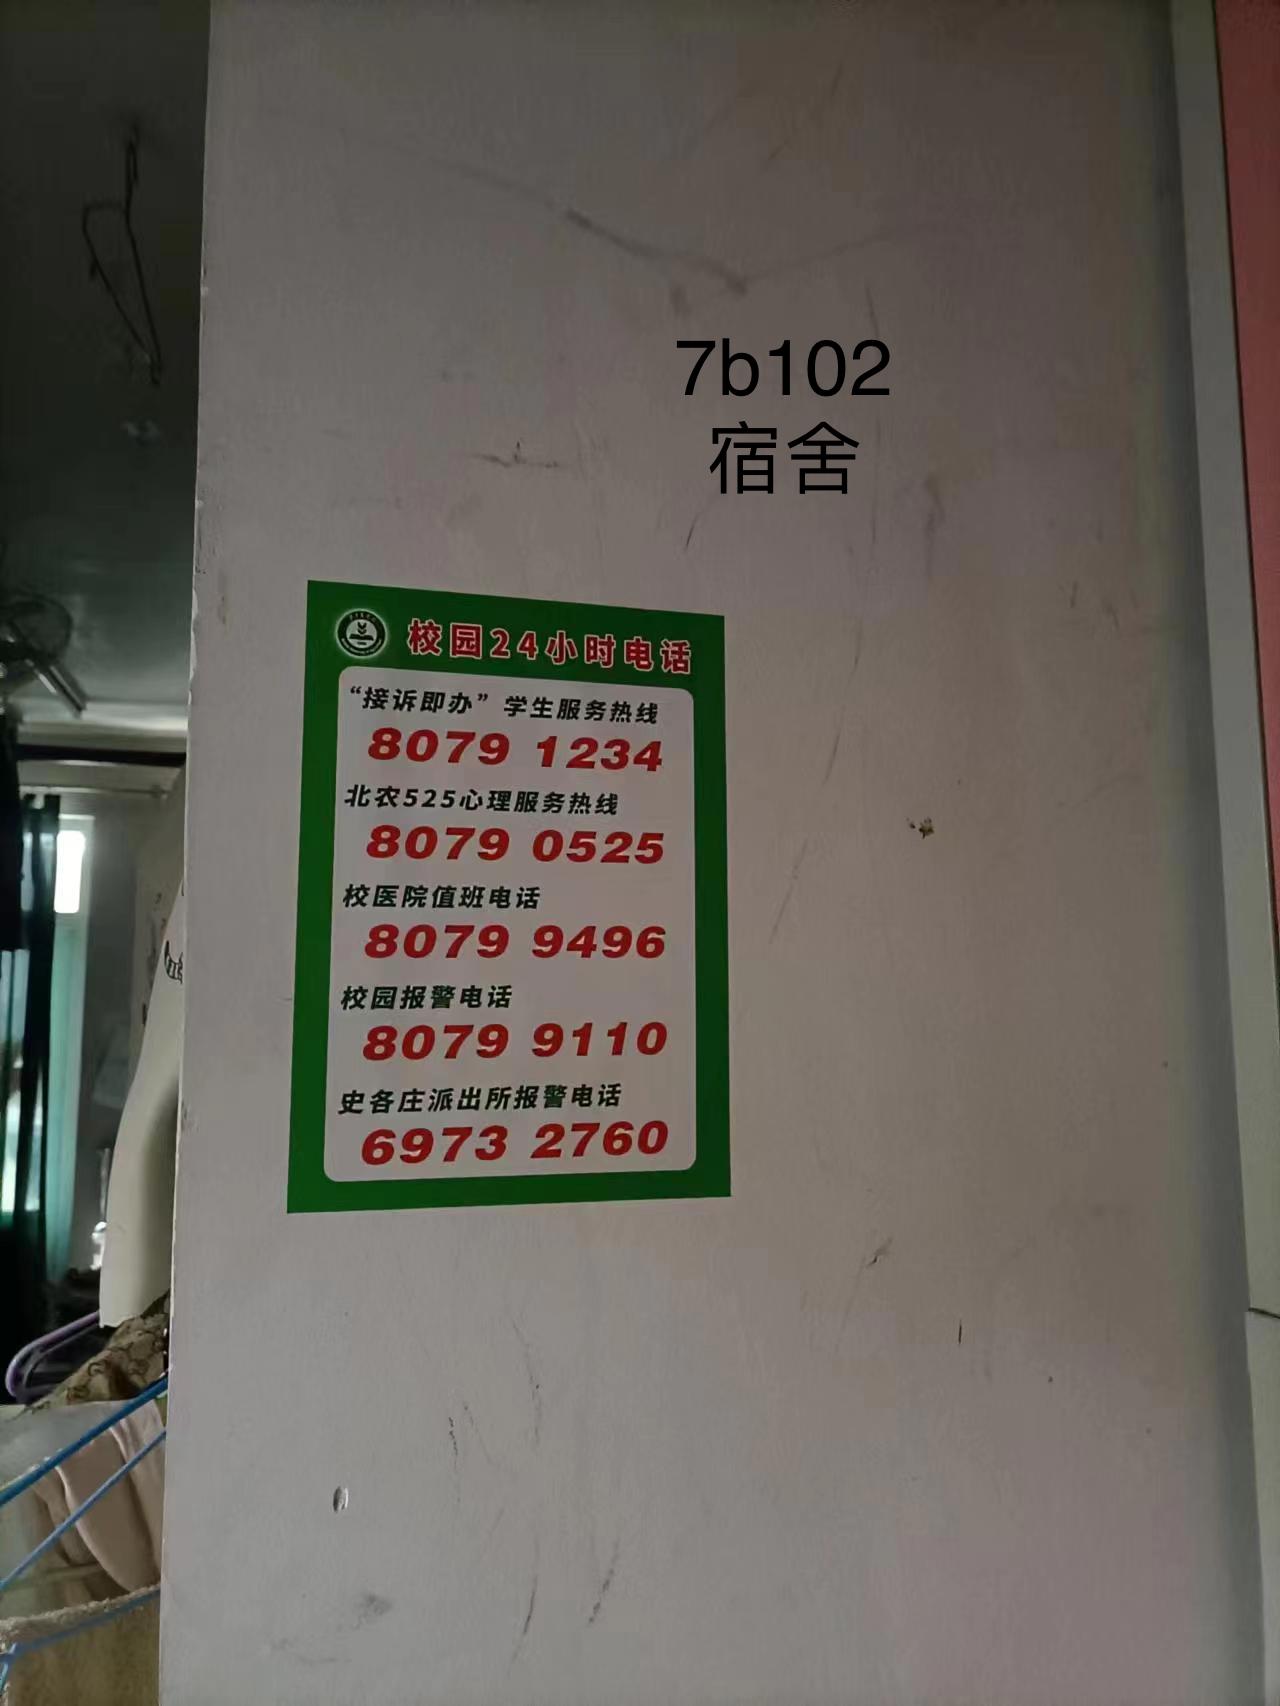 7b102
宿舍
校园24小时电话
“接诉即办”学生服务热线
8079 1234
北农525心理服务热线
8079 0525
校医院值班电话
8079 9496
校园报警电话
8079 9110
史各庄派出所报警电话
6973 2760